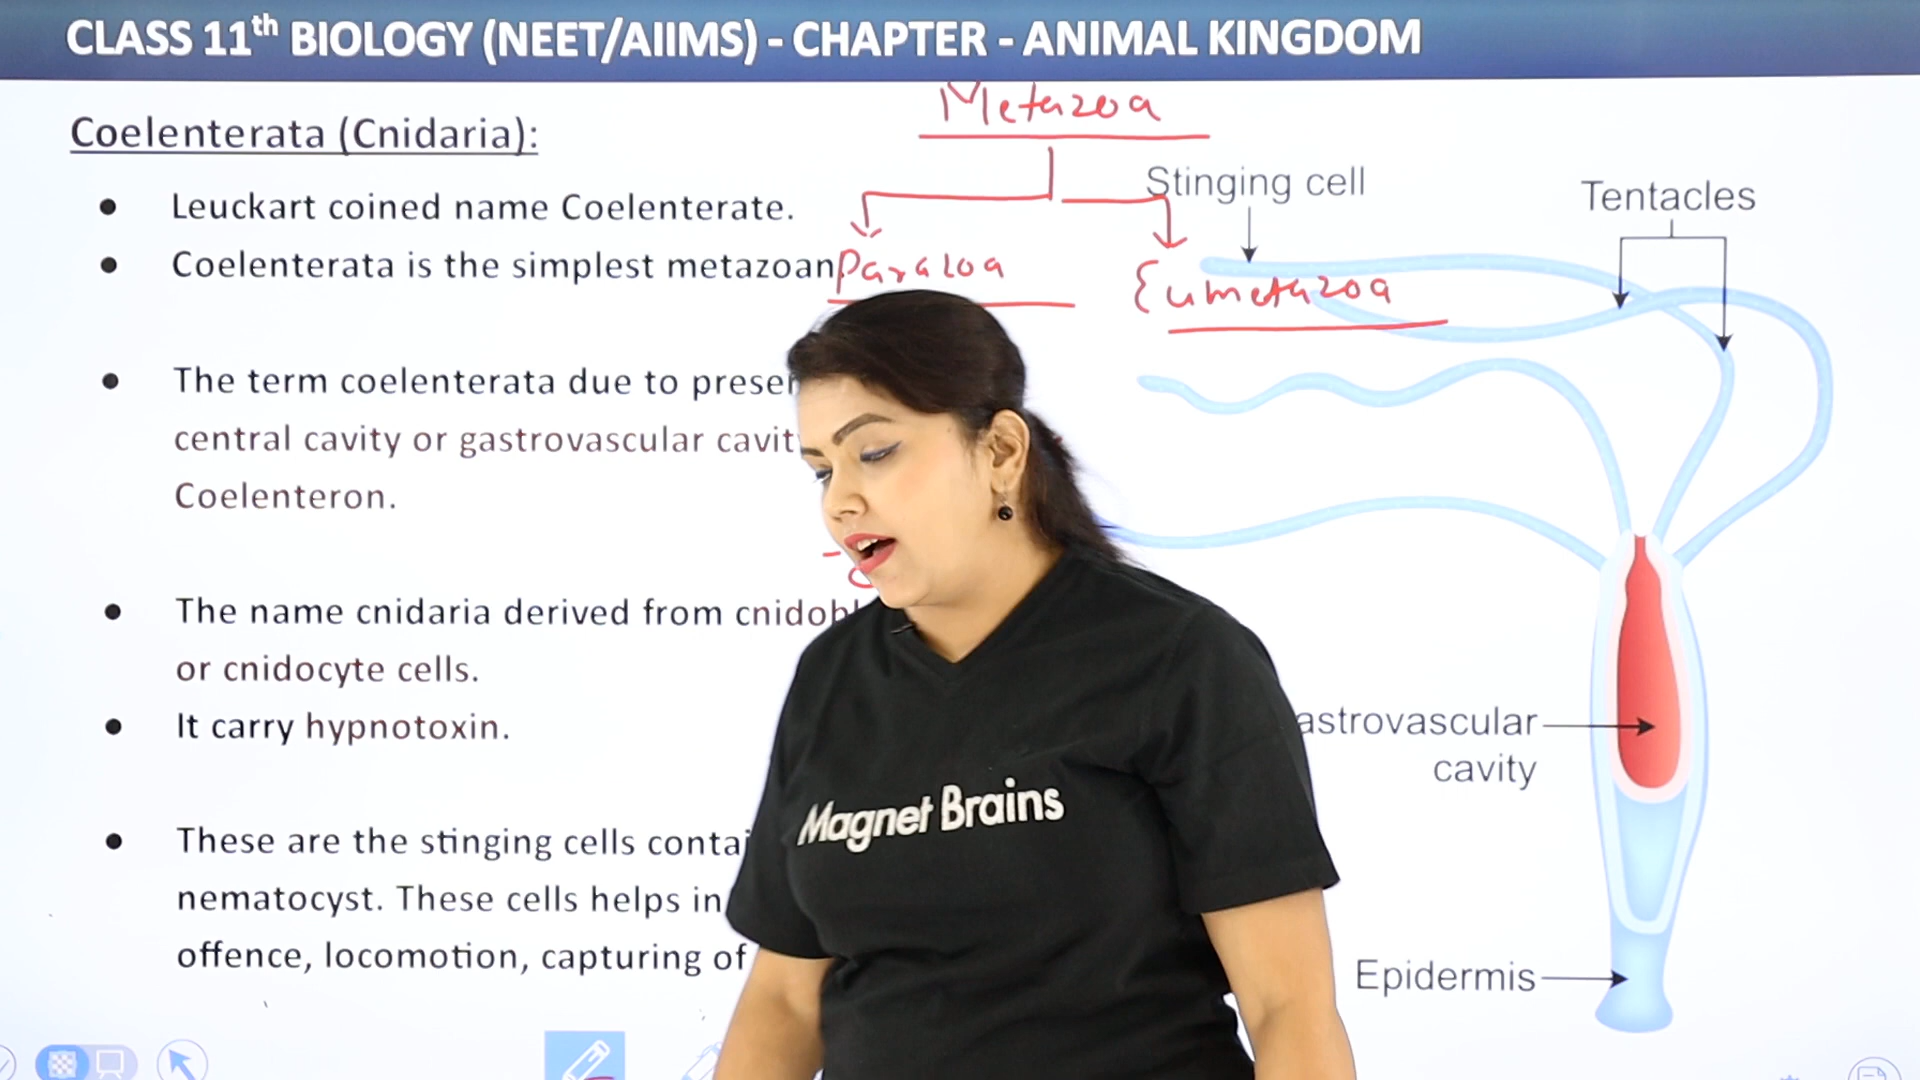 CLASS 11th BIOLOGY (NEET/AIIMS) - CHAPTER - ANIMAL KINGDOM
Metazoa
Coelenterata (Cnidaria):
Stinging cell
Tentacles
• Leuckart coined name Coelenterate.
• Coelenterata is the simplest metazoan
Parazoa
Eumetazoa
• The term coelenterata due to presen
central cavity or gastrovascular cavit
Coelenteron.
• The name cnidaria derived from cnidobl
or cnidocyte cells.
• It carry hypnotoxin.
astrovascular
cavity
Magnet Brains
• These are the stinging cells contai
nematocyst. These cells helps in
offence, locomotion, capturing of
Epidermis